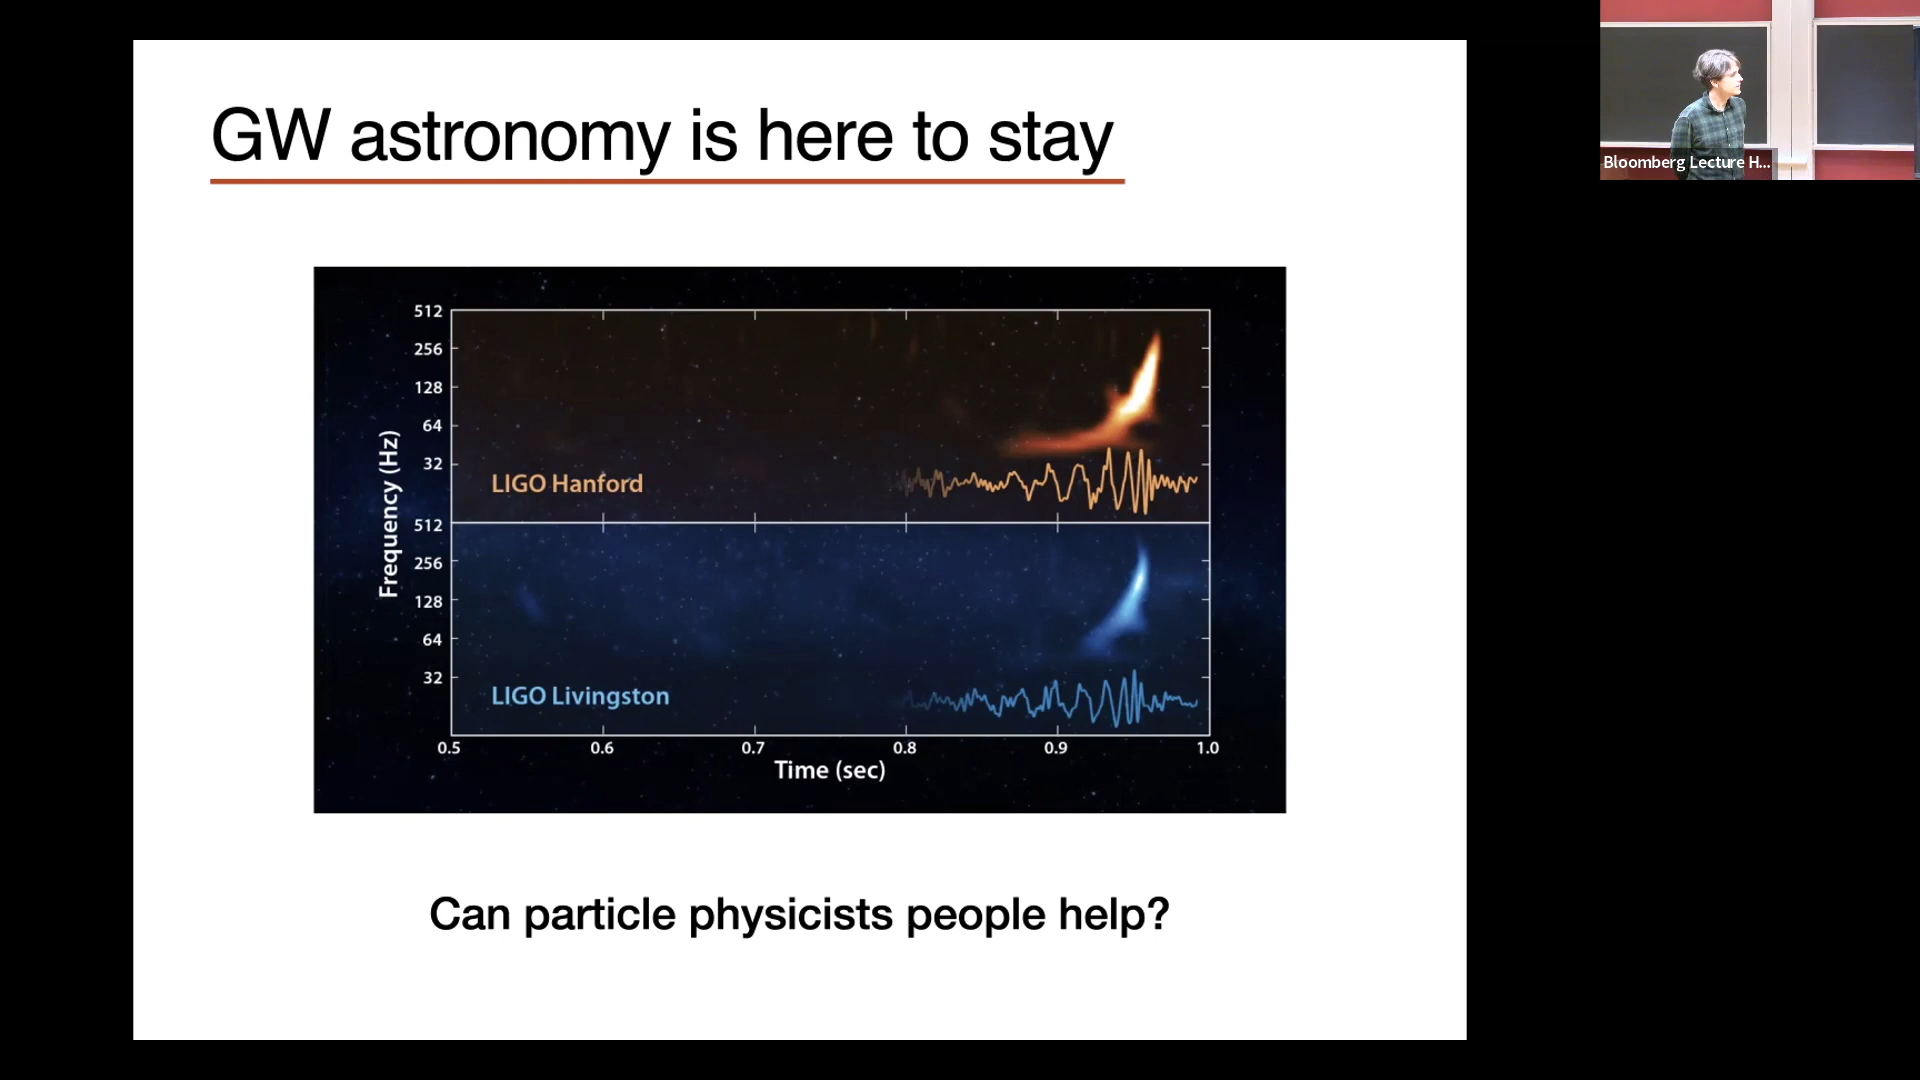 GW astronomy is here to stay
Bloomberg Lecture H...
512
256
128
64
32
LIGO Hanford
Frequency (Hz)
512
256
128
64
32
LIGO Livingston
0.5 0.6 0.7 0.8 0.9 1.0
Time (sec)
Can particle physicists people help?